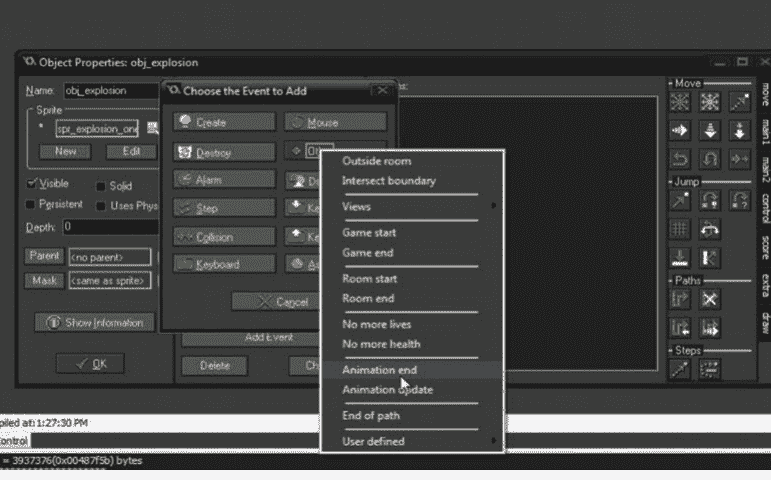 Object Properties: obj_explosion
Name: obj_explosion
Sprite
spr_explosion_one
New
Edit
Visible
Solid
Persistent
Uses Phys
Depth: 0
Parent
<no parent>
Mask
<same as sprite>
Show Information
OK
Choose the Event to Add
Create
Mouse
Destroy
Alarm
Step
Ke
Collision
Ke
Keyboard
Cancel
Add Event
Delete
Ch
Outside room
Intersect boundary
Views
Game start
Game end
Room start
Room end
No more lives
No more health
Animation end
Animation update
End of path
User defined
Move
Jump
Paths
Steps
move
main1
main2
control
score
extra
draw
piled at: 1:27:30 PM
ontrol
= 3937376(0x00487f5b) bytes